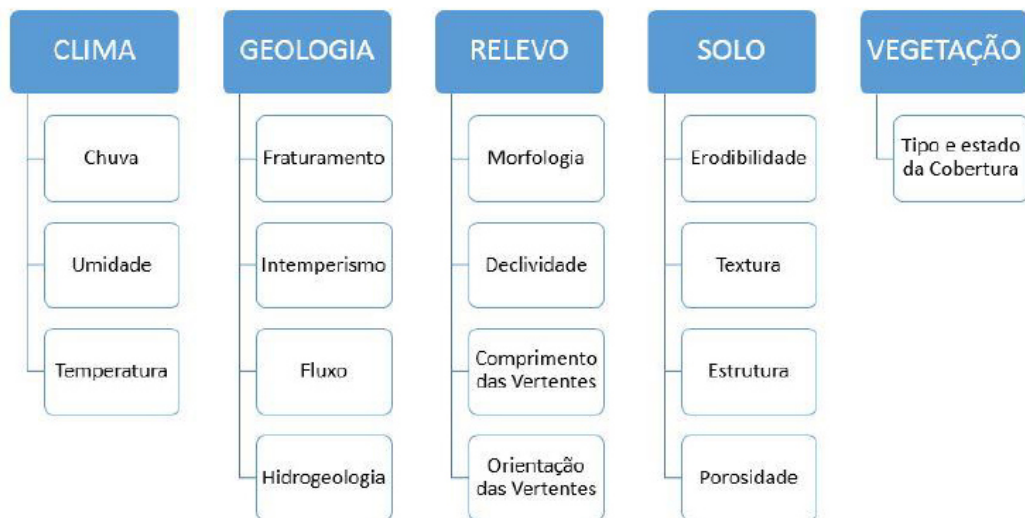 CLIMA
Chuva
Umidade
Temperatura
GEOLOGIA
Fraturamento
Intemperismo
Fluxo
Hidrogeologia
RELEVO
Morfologia
Declividade
Comprimento
das Vertentes
Orientação
das Vertentes
SOLO
Erodibilidade
Textura
Estrutura
Porosidade
VEGETAÇÃO
Tipo e estado
da Cobertura